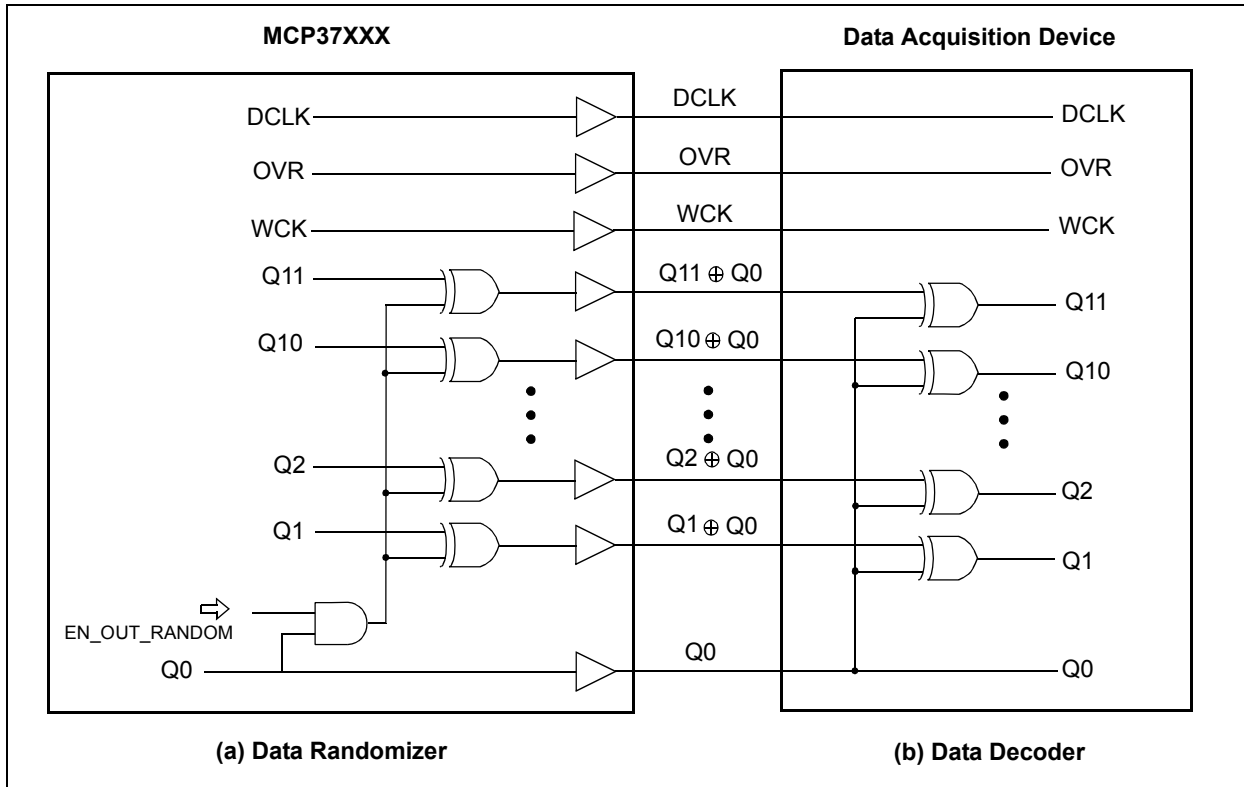 MCP37XXX
Data Acquisition Device
DCLK
DCLK
DCLK
OVR
OVR
OVR
WCK
WCK
WCK
Q11
Q11 ⊕ Q0
Q11
Q10
Q10 ⊕ Q0
Q10
Q2
Q2 ⊕ Q0
Q2
Q1
Q1 ⊕ Q0
Q1
EN_OUT_RANDOM
Q0
Q0
Q0
(a) Data Randomizer
(b) Data Decoder